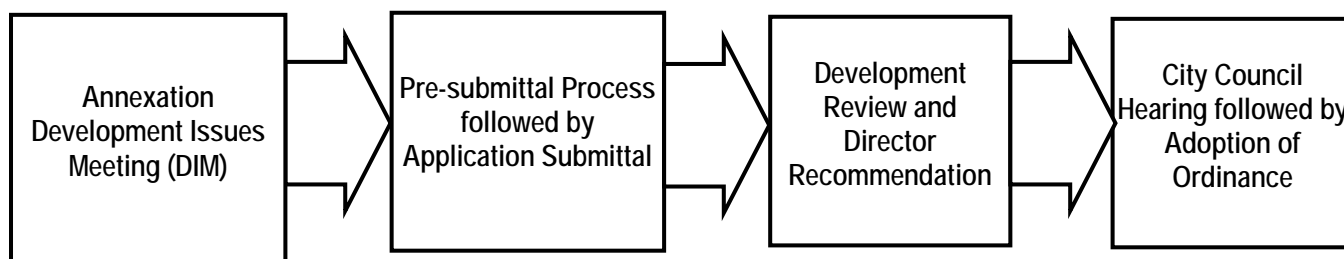 Annexation
Development Issues
Meeting (DIM)
Pre-submittal Process
followed by
Application Submittal
Development
Review and
Director
Recommendation
City Council
Hearing followed by
Adoption of
Ordinance